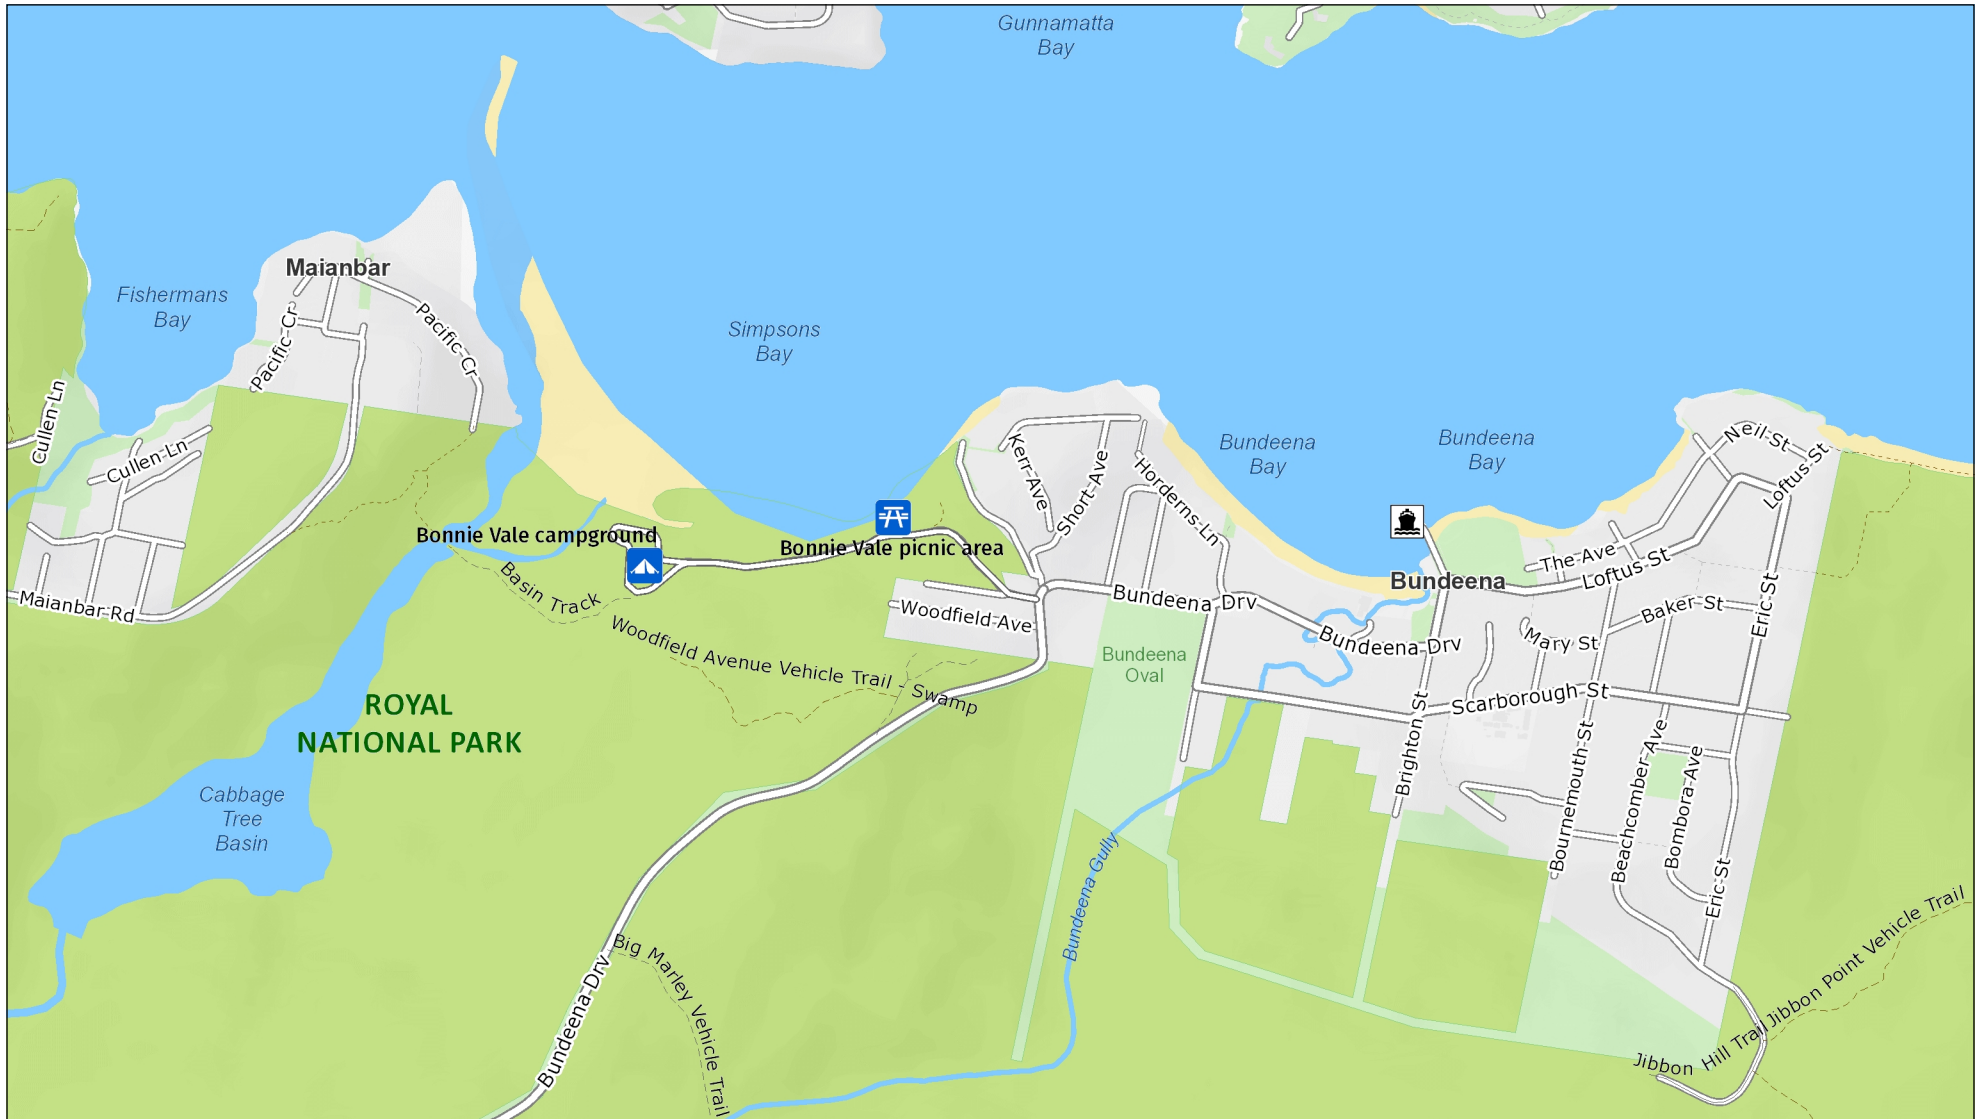 Gunnamatta
Bay
Maianbar
Fishermans
Bay
Pacific Cr
Pacific Cr
Simpsons
Bay
Cullen Ln
Cullen Ln
Kerr Ave
Short Ave
Horderns Ln
Bundeena
Bay
Bundeena
Bay
Neil St
Loftus St
Bonnie Vale campground
Bonnie Vale picnic area
The Ave
Loftus St
Bundeena
Basin Track
Maianbar Rd
Woodfield Ave
Bundeena Drv
Baker St
Eric St
Bundeena Drv
Mary St
Woodfield Avenue Vehicle Trail - Swamp
Bundeena
Oval
ROYAL
NATIONAL PARK
Scarborough St
Brighton St
Bournemouth St
Beachcomber Ave
Bombora Ave
Cabbage
Tree
Basin
Bundeena Gully
Eric St
Big Marley Vehicle Trail
Bundeena Drv
Jibbon Hill Trail
Jibbon Point Vehicle Trail